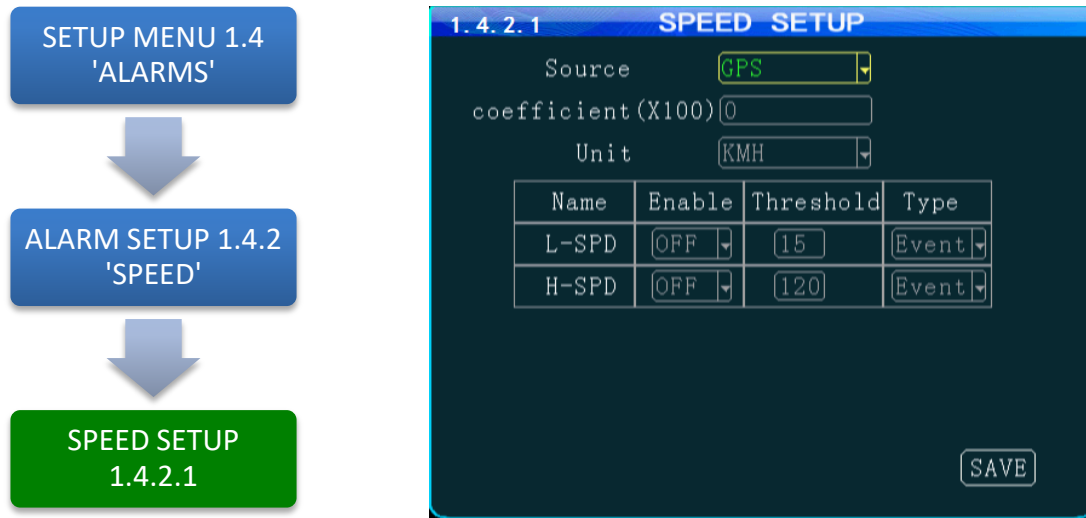 SETUP MENU 1.4
'ALARMS'
ALARM SETUP 1.4.2
'SPEED'
SPEED SETUP
1.4.2.1
1.4.2.1 SPEED SETUP
Source GPS
coefficient(X100) 0
Unit KMH
Name Enable Threshold Type
L-SPD OFF 15 Event
H-SPD OFF 120 Event
SAVE